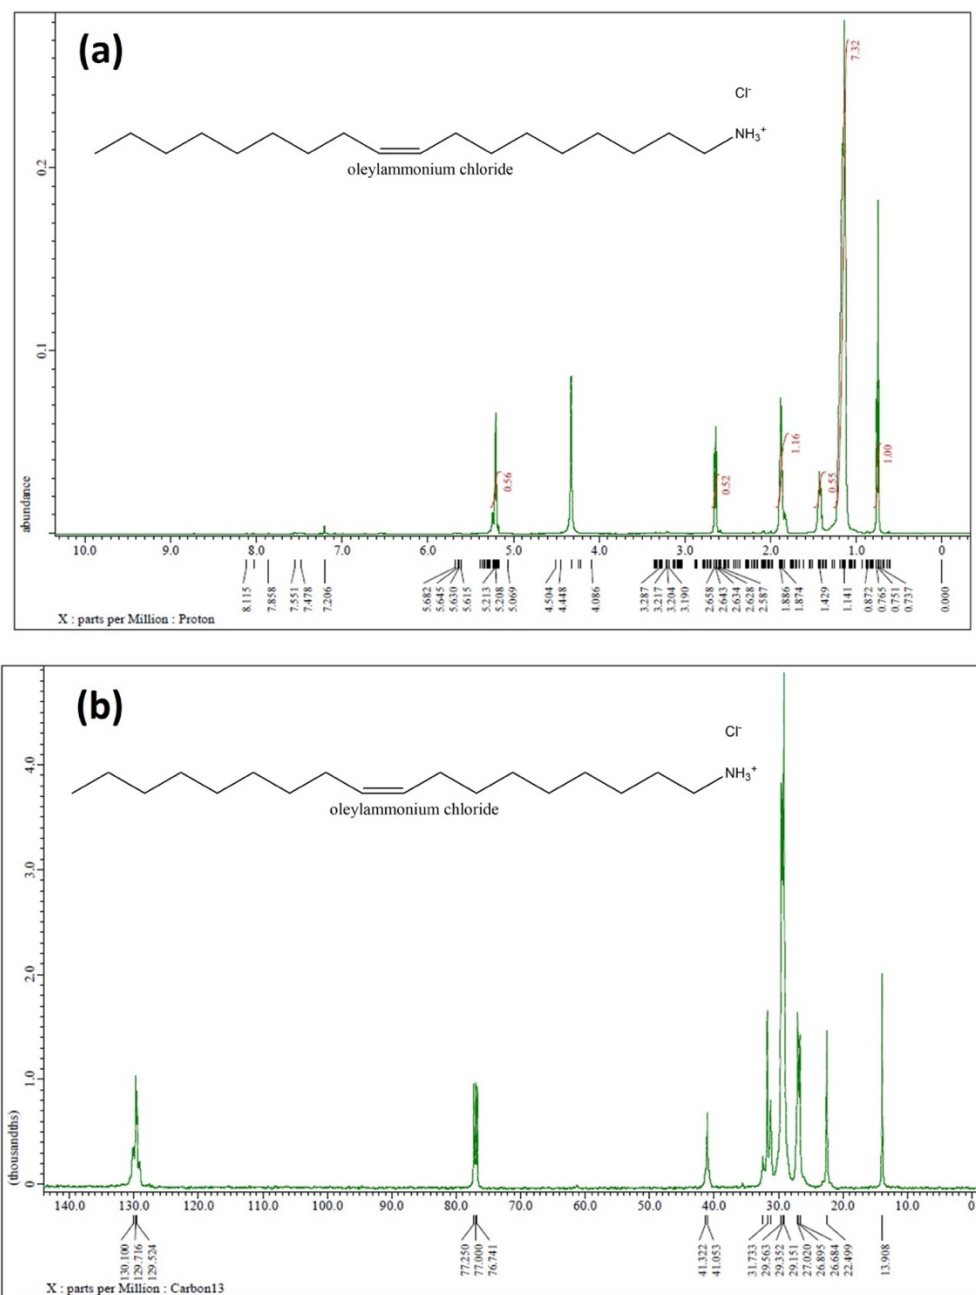 (a)
Cl-
NH3+
oleylammonium chloride
7.32
0.56
0.52
1.16
0.55
1.00
0.2
0.1
abundance
10.0 9.0 8.0 7.0 6.0 5.0 4.0 3.0 2.0 1.0 0
8.115 7.858 7.551 7.478 7.206 5.682 5.645 5.630 5.615 5.213 5.208 5.069 4.504 4.448 4.086 3.287 3.217 3.204 3.190 2.658 2.643 2.634 2.628 2.587 1.886 1.874 1.429 1.141 0.872 0.765 0.751 0.737 0.000
X : parts per Million : Proton
(b)
Cl-
NH3+
oleylammonium chloride
4.0
3.0
2.0
1.0
0
(thousandths)
140.0 130.0 120.0 110.0 100.0 90.0 80.0 70.0 60.0 50.0 40.0 30.0 20.0 10.0 0
130.100 129.716 129.524 77.250 77.000 76.741 41.322 41.053 31.733 29.563 29.352 29.151 27.020 26.895 26.684 22.499 13.908
X : parts per Million : Carbon13